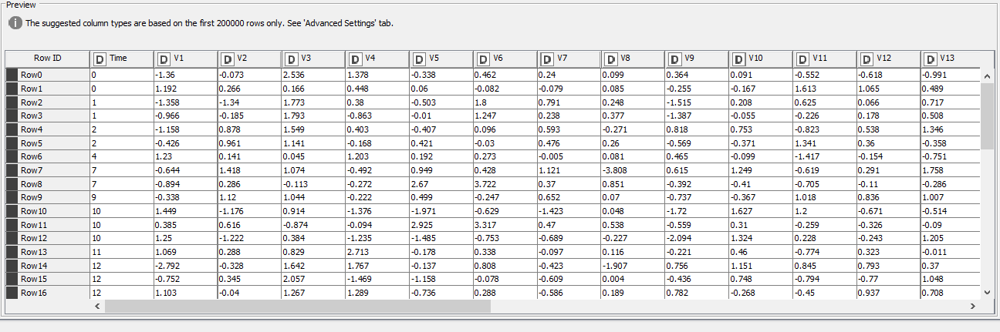 Preview
The suggested column types are based on the first 200000 rows only. See 'Advanced Settings' tab.
Row ID D Time D V1 D V2 D V3 D V4 D V5 D V6 D V7 D V8 D V9 D V10 D V11 D V12 D V13
Row0 0 -1.36 -0.073 2.536 1.378 -0.338 0.462 0.24 0.099 0.364 0.091 -0.552 -0.618 -0.991
Row1 0 1.192 0.266 0.166 0.448 0.06 -0.082 -0.079 0.085 -0.255 -0.167 1.613 1.065 0.489
Row2 1 -1.358 -1.34 1.773 0.38 -0.503 1.8 0.791 0.248 -1.515 0.208 0.625 0.066 0.717
Row3 1 -0.966 -0.185 1.793 -0.863 -0.01 1.247 0.238 0.377 -1.387 -0.055 -0.226 0.178 0.508
Row4 2 -1.158 0.878 1.549 0.403 -0.407 0.096 0.593 -0.271 0.818 0.753 -0.823 0.538 1.346
Row5 2 -0.426 0.961 1.141 -0.168 0.421 -0.03 0.476 0.26 -0.569 -0.371 1.341 0.36 -0.358
Row6 4 1.23 0.141 0.045 1.203 0.192 0.273 -0.005 0.081 0.465 -0.099 -1.417 -0.154 -0.751
Row7 7 -0.644 1.418 1.074 -0.492 0.949 0.428 1.121 -3.808 0.615 1.249 -0.619 0.291 1.758
Row8 7 -0.894 0.286 -0.113 -0.272 2.67 3.722 0.37 0.851 -0.392 -0.41 -0.705 -0.11 -0.286
Row9 9 -0.338 1.12 1.044 -0.222 0.499 -0.247 0.652 0.07 -0.737 -0.367 1.018 0.836 1.007
Row10 10 1.449 -1.176 0.914 -1.376 -1.971 -0.629 -1.423 0.048 -1.72 1.627 1.2 -0.671 -0.514
Row11 10 0.385 0.616 -0.874 -0.094 2.925 3.317 0.47 0.538 -0.559 0.31 -0.259 -0.326 -0.09
Row12 10 1.25 -1.222 0.384 -1.235 -1.485 -0.753 -0.689 -0.227 -2.094 1.324 0.228 -0.243 1.205
Row13 11 1.069 0.288 0.829 2.713 -0.178 0.338 -0.097 0.116 -0.221 0.46 -0.774 0.323 -0.011
Row14 12 -2.792 -0.328 1.642 1.767 -0.137 0.808 -0.423 -1.907 0.756 1.151 0.845 0.793 0.37
Row15 12 -0.752 0.345 2.057 -1.469 -1.158 -0.078 -0.609 0.004 -0.436 0.748 -0.794 -0.77 1.048
Row16 12 1.103 -0.04 1.267 1.289 -0.736 0.288 -0.586 0.189 0.782 -0.268 -0.45 0.937 0.708